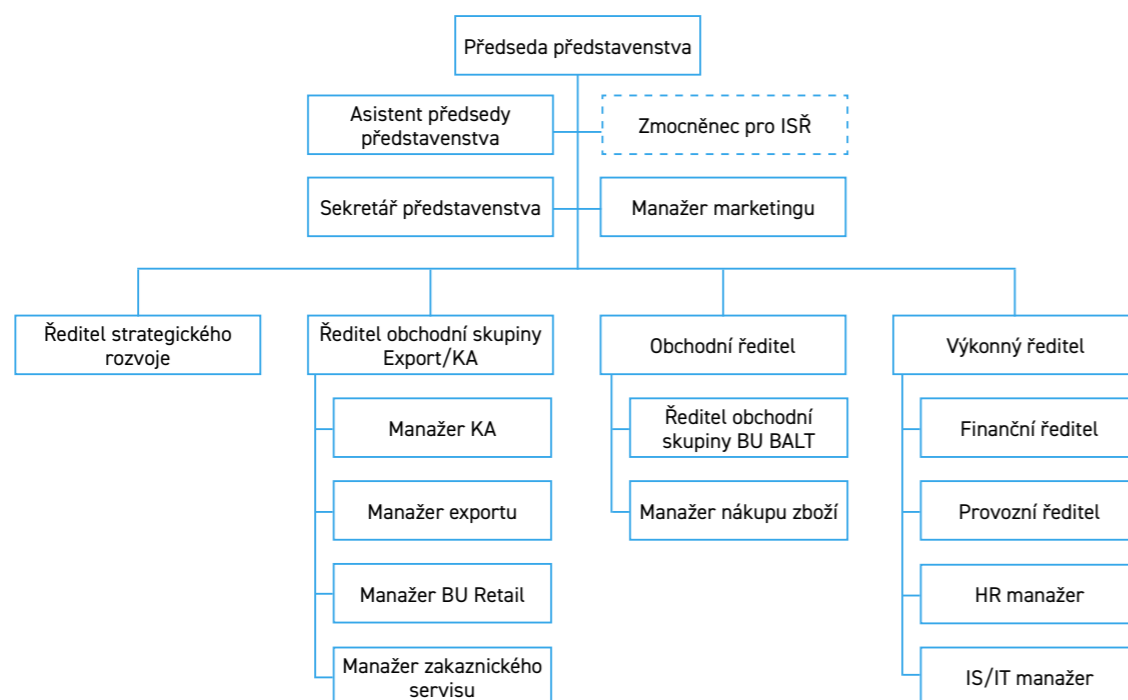 Předseda představenstva
Asistent předsedy
představenstva
Zmocněnec pro ISŘ
Sekretář představenstva
Manažer marketingu
Ředitel strategického
rozvoje
Ředitel obchodní skupiny
Export/KA
Obchodní ředitel
Výkonný ředitel
Manažer KA
Manažer exportu
Manažer BU Retail
Manažer zakaznického
servisu
Ředitel obchodní
skupiny BU BALT
Manažer nákupu zboží
Finanční ředitel
Provozní ředitel
HR manažer
IS/IT manažer